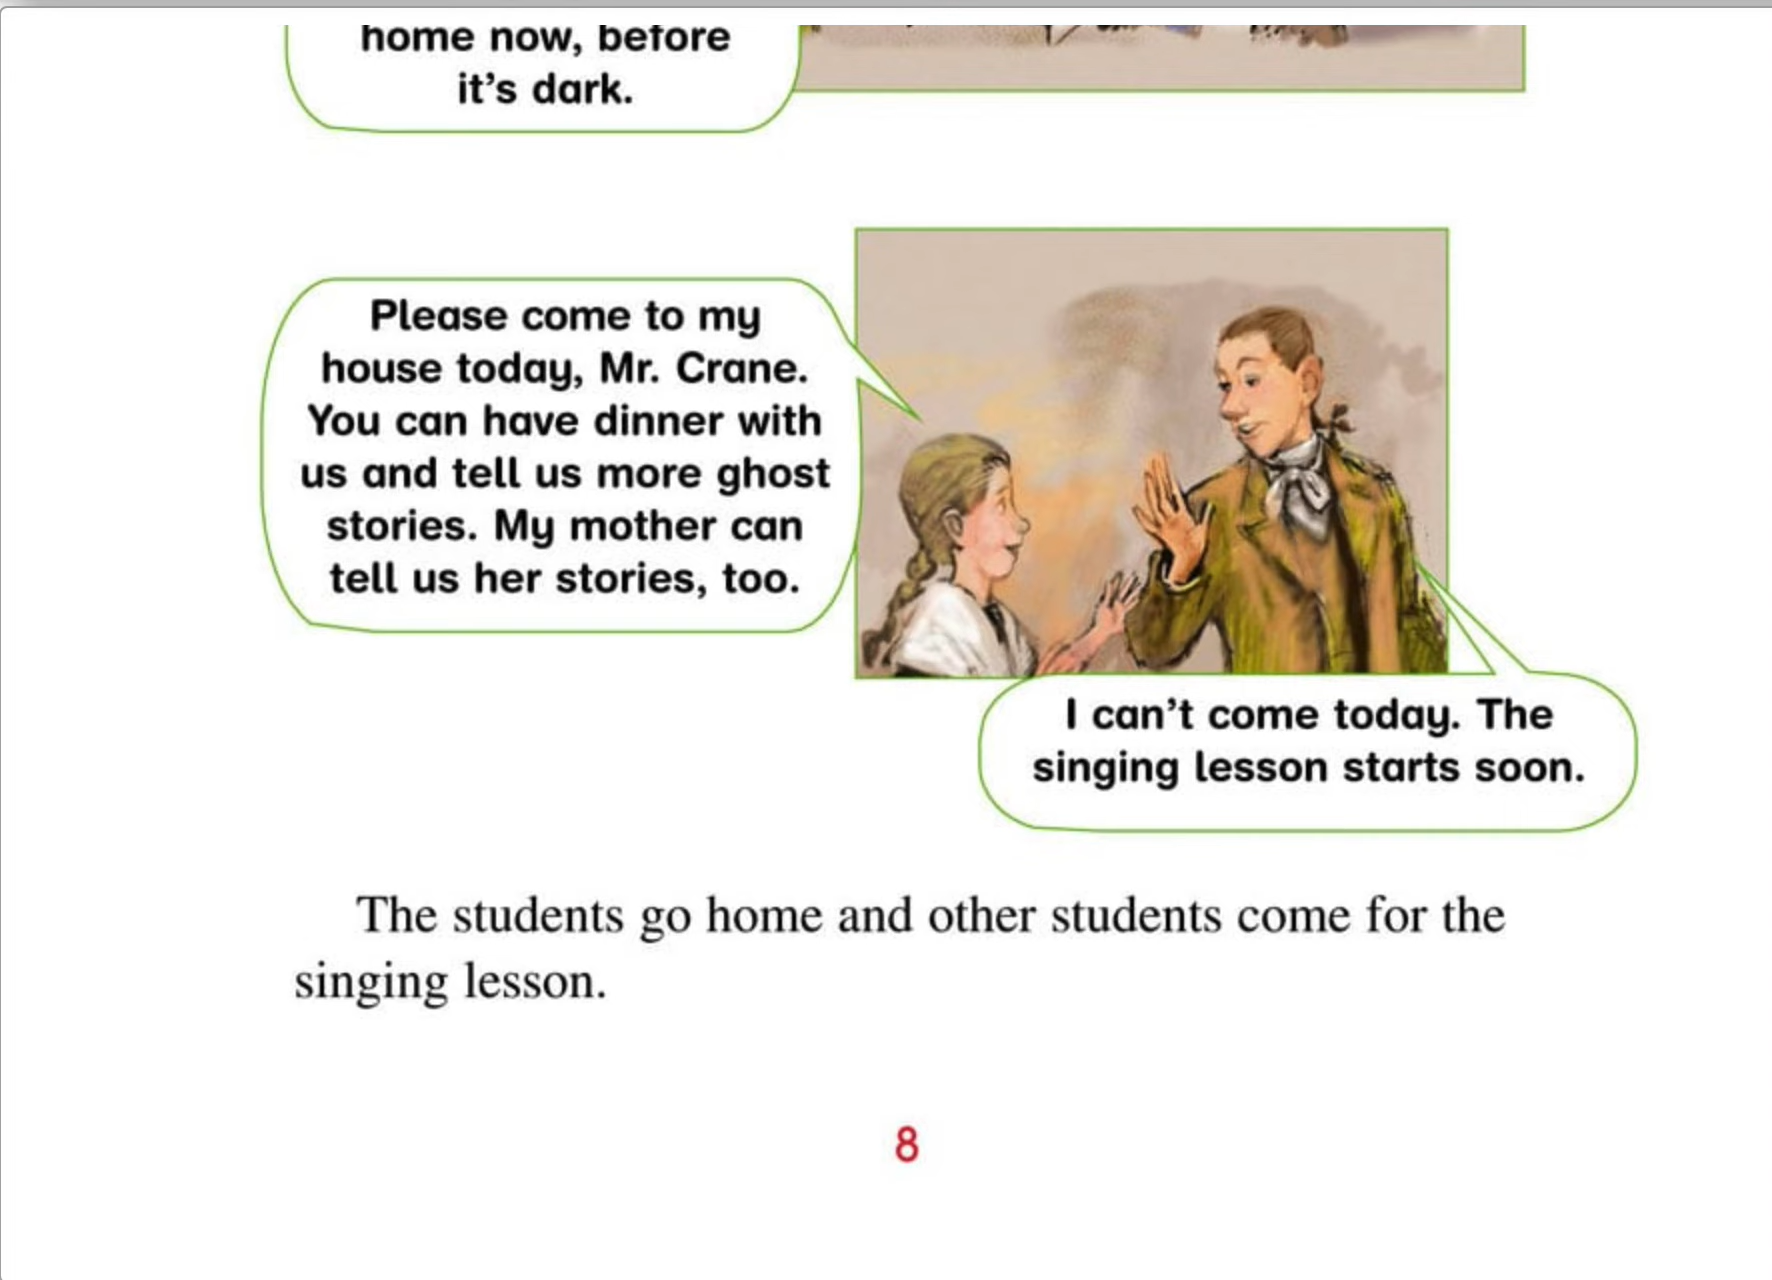 home now, before
it's dark.
Please come to my
house today, Mr. Crane.
You can have dinner with
us and tell us more ghost
stories. My mother can
tell us her stories, too.
I can't come today. The
singing lesson starts soon.
The students go home and other students come for the
singing lesson.
8